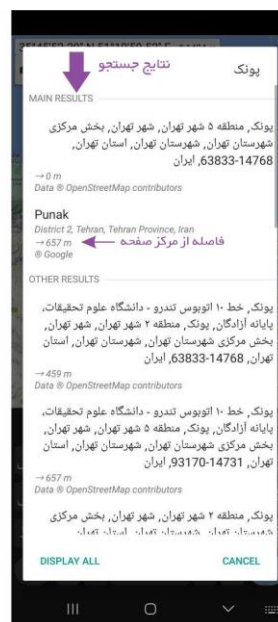 نتایج جستجو
پونک
MAIN RESULTS
پونک, منطقه ۵ شهر تهران, شهر تهران, بخش مرکزی
شهرستان تهران, شهرستان تهران, استان تهران,
63833-14768, ایران
→0 m
Data ® OpenStreetMap contributors
Punak
District 2, Tehran, Tehran Province, Iran
→657 m
فاصله از مرکز صفحه
® Google
OTHER RESULTS
پونک, خط ۱۰ اتوبوس تندرو - دانشگاه علوم تحقیقات,
پایانه آزادگان, پونک, منطقه ۲ شهر تهران, شهر تهران,
بخش مرکزی شهرستان تهران, شهرستان تهران, استان
تهران, 14768-63833, ایران
→459 m
Data ® OpenStreetMap contributors
پونک, خط ۱۰ اتوبوس تندرو - دانشگاه علوم تحقیقات,
پایانه آزادگان, پونک, منطقه ۵ شهر تهران, شهر تهران,
بخش مرکزی شهرستان تهران, شهرستان تهران, استان
تهران, 14731-93170, ایران
→657 m
Data ® OpenStreetMap contributors
پونک, منطقه ۲ شهر تهران, شهر تهران, بخش مرکزی
شهرستان تهران, شهرستان تهران, استان تهران
DISPLAY ALL
CANCEL